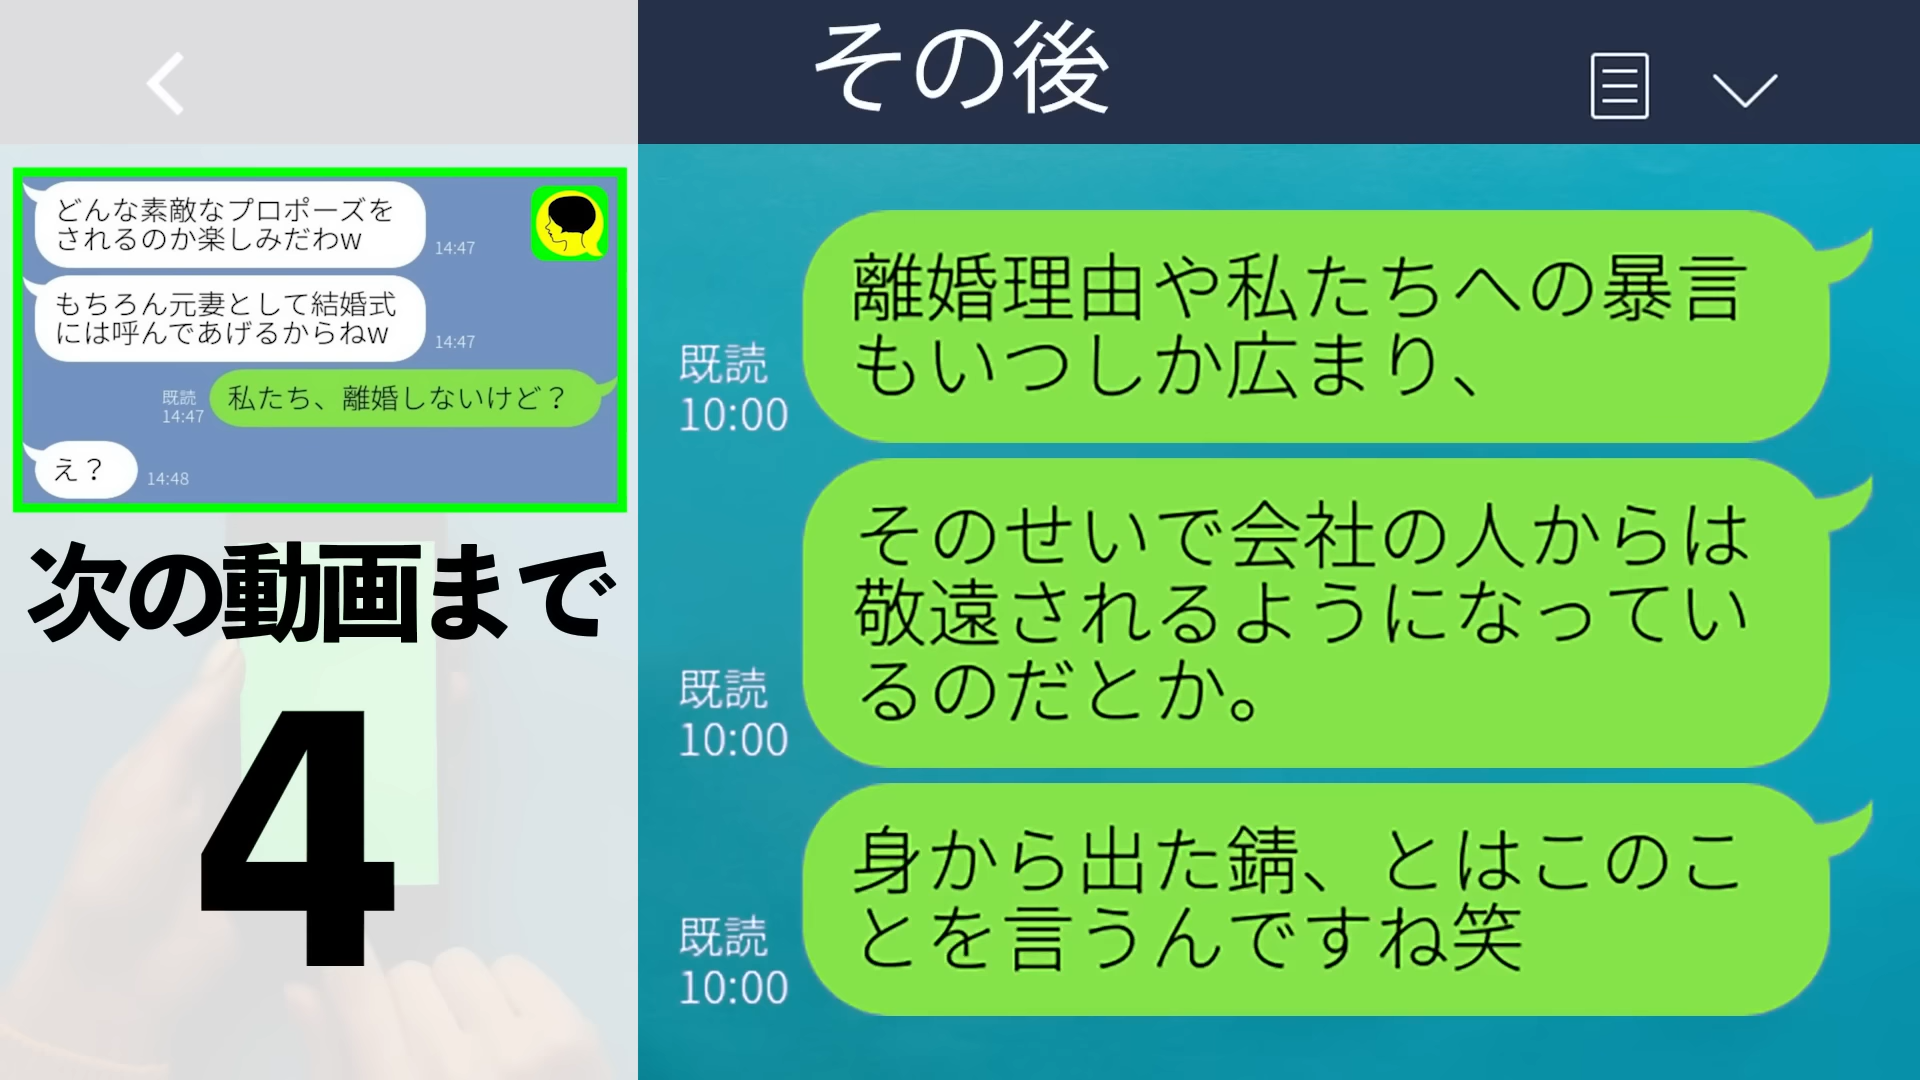 どんな素敵なプロポーズを
されるのか楽しみだわw
14:47
もちろん元妻として結婚式
には呼んであげるからねw
14:47
既読
14:47
私たち、離婚しないけど？
え？
14:48
次の動画まで
4
その後
離婚理由や私たちへの暴言
もいつしか広まり、
既読
10:00
そのせいで会社の人からは
敬遠されるようになってい
るのだとか。
既読
10:00
身から出た錆、とはこのこ
とを言うんですね笑
既読
10:00